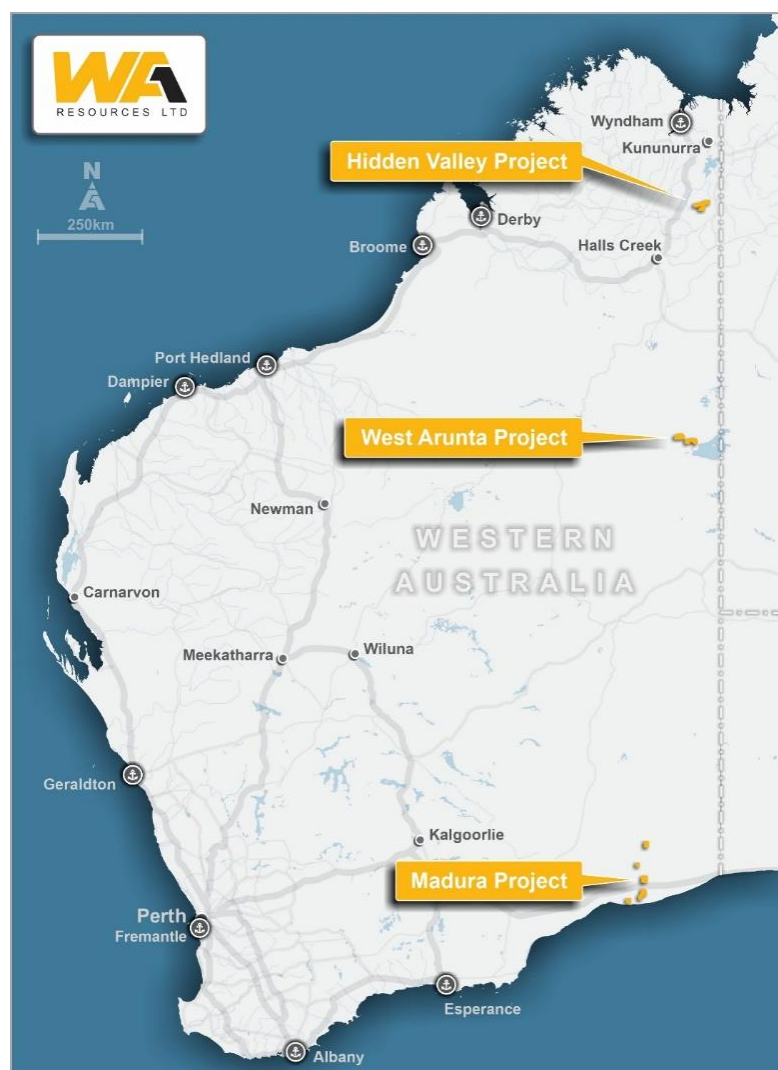 WA
RESOURCES LTD
N
250km
Wyndham
Kununurra
Hidden Valley Project
Derby
Broome
Halls Creek
Port Hedland
Dampier
West Arunta Project
Newman
WESTERN
AUSTRALIA
Carnarvon
Meekatharra
Wiluna
Geraldton
Kalgoorlie
Madura Project
Perth
Fremantle
Esperance
Albany